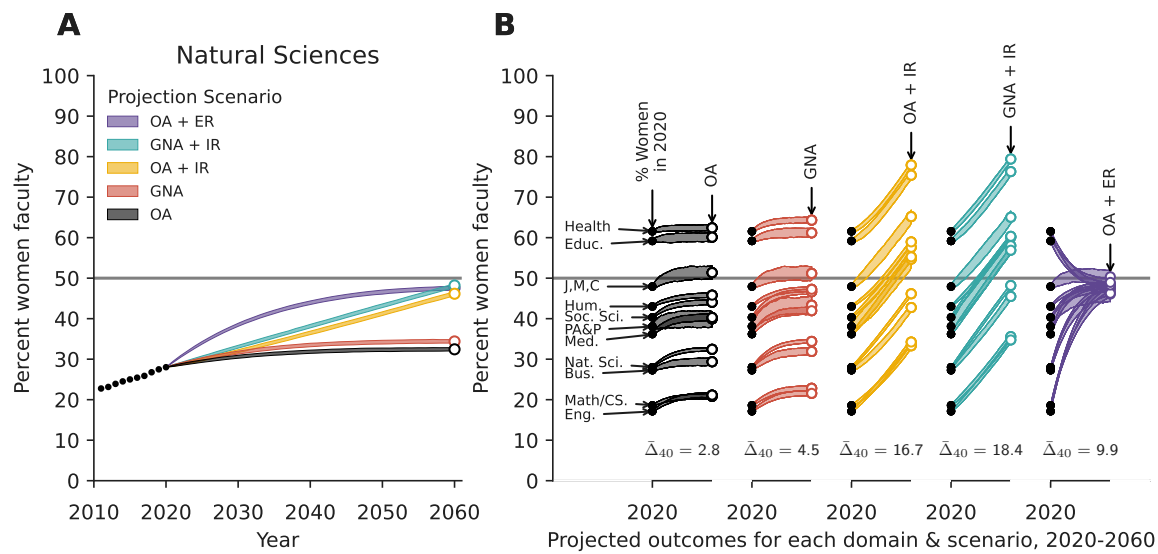 A
Natural Sciences
Percent women faculty
100
90
80
70
60
50
40
30
20
10
0
Projection Scenario
OA + ER
GNA + IR
OA + IR
GNA
OA
2010
2020
2030
2040
2050
2060
Year
B
Percent women faculty
100
90
80
70
60
50
40
30
20
10
0
% Women
in 2020
OA
GNA
OA + IR
GNA + IR
OA + ER
Health
Educ.
J,M,C
Hum.
Soc. Sci.
PA&P
Med.
Nat. Sci.
Bus.
Math/CS.
Eng.
Δ̄₄₀ = 2.8
Δ̄₄₀ = 4.5
Δ̄₄₀ = 16.7
Δ̄₄₀ = 18.4
Δ̄₄₀ = 9.9
2020
2020
2020
2020
2020
Projected outcomes for each domain & scenario, 2020-2060